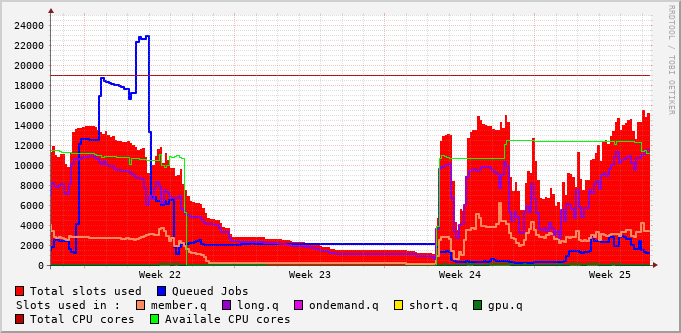 24000
22000
20000
18000
16000
14000
12000
10000
8000
6000
4000
2000
0
Week 22 Week 23 Week 24 Week 25
Total slots used Queued Jobs
Slots used in : member.q long.q ondemand.q short.q gpu.q
Total CPU cores Availale CPU cores
RRDTOOL / TOBI OETIKER